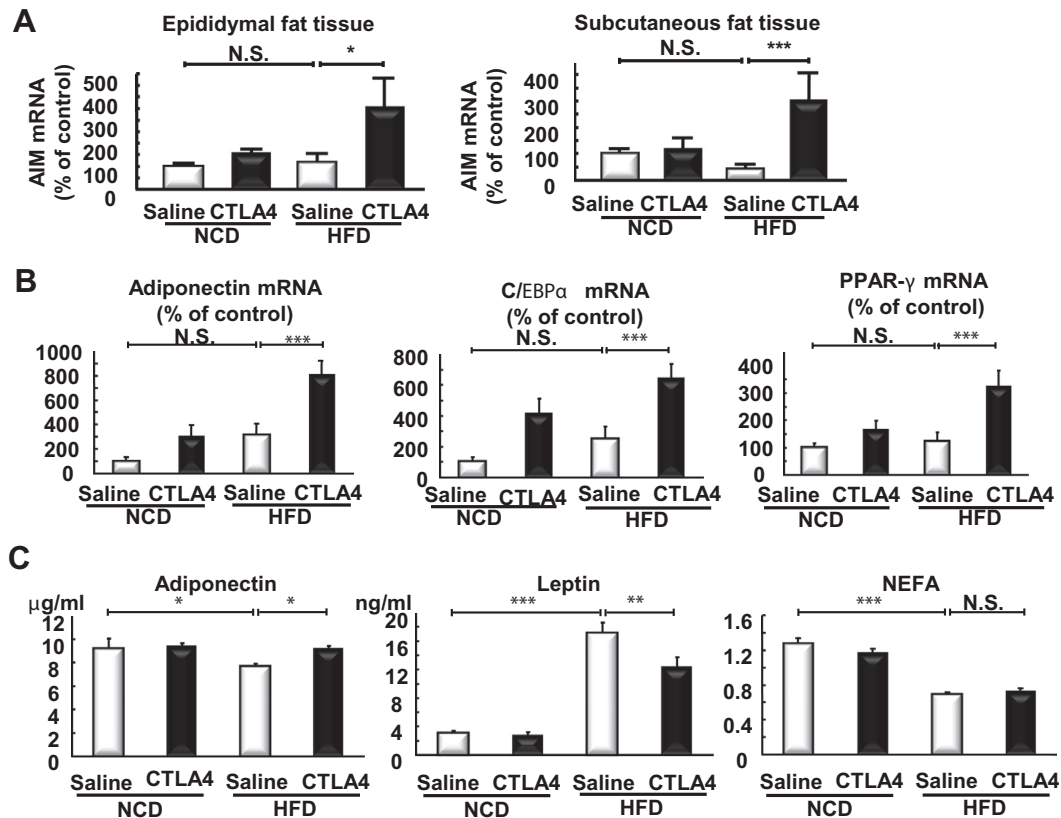 A
Epididymal fat tissue
N.S.
*
AIM mRNA
(% of control)
500
400
300
200
100
0
Saline CTLA4 Saline CTLA4
NCD HFD
Subcutaneous fat tissue
N.S.
***
AIM mRNA
(% of control)
400
300
200
100
0
Saline CTLA4 Saline CTLA4
NCD HFD
B
Adiponectin mRNA
(% of control)
N.S.
***
1000
800
600
400
200
0
Saline CTLA4 Saline CTLA4
NCD HFD
C/EBPα mRNA
(% of control)
N.S.
***
800
600
400
200
0
Saline CTLA4 Saline CTLA4
NCD HFD
PPAR-γ mRNA
(% of control)
N.S.
***
400
300
200
100
0
Saline CTLA4 Saline CTLA4
NCD HFD
C
Adiponectin
μg/ml
*
*
12
10
8
6
4
2
0
Saline CTLA4 Saline CTLA4
NCD HFD
Leptin
ng/ml
***
**
20
16
12
8
4
0
Saline CTLA4 Saline CTLA4
NCD HFD
NEFA
***
N.S.
1.6
1.2
0.8
0.4
0
Saline CTLA4 Saline CTLA4
NCD HFD